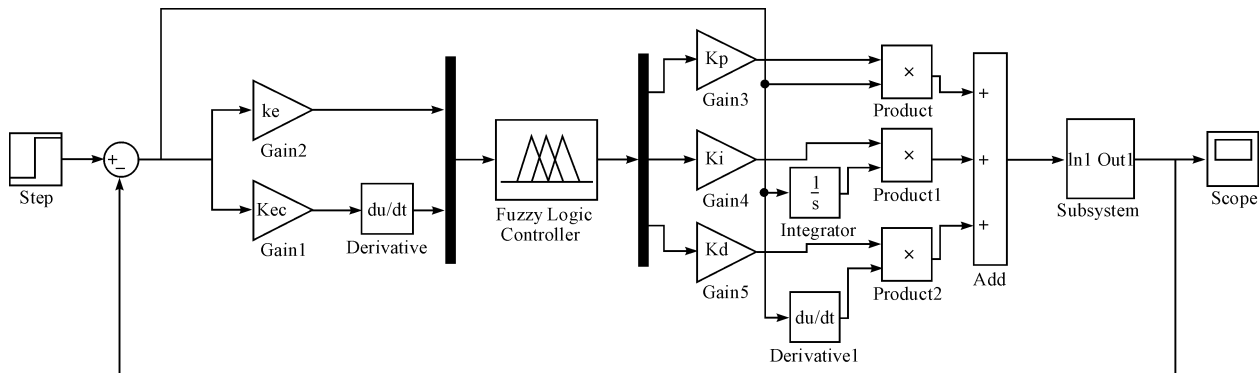 Step
+
−
ke
Gain2
Kec
Gain1
du/dt
Derivative
Fuzzy Logic
Controller
Kp
Gain3
Ki
Gain4
Kd
Gain5
1
s
Integrator
du/dt
Derivative1
×
Product
×
Product1
×
Product2
+
+
+
Add
In1 Out1
Subsystem
Scope